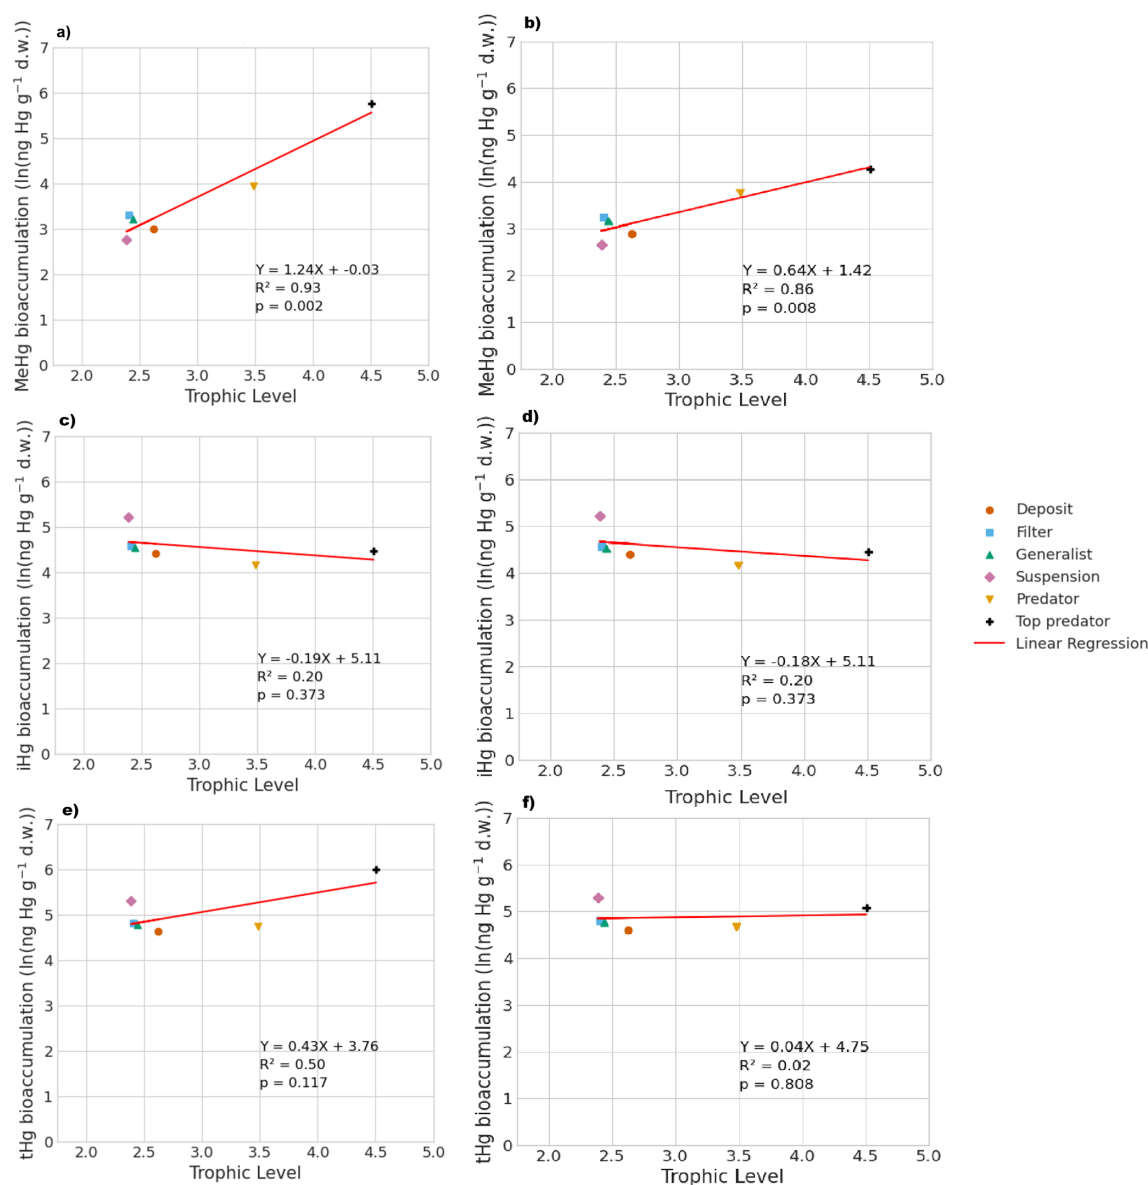 a)
MeHg bioaccumulation (ln(ng Hg g⁻¹ d.w.))
7
6
5
4
3
2
1
0
Y = 1.24X + -0.03
R² = 0.93
p = 0.002
2.0 2.5 3.0 3.5 4.0 4.5 5.0
Trophic Level
b)
MeHg bioaccumulation (ln(ng Hg g⁻¹ d.w.))
7
6
5
4
3
2
1
0
Y = 0.64X + 1.42
R² = 0.86
p = 0.008
2.0 2.5 3.0 3.5 4.0 4.5 5.0
Trophic Level
c)
iHg bioaccumulation (ln(ng Hg g⁻¹ d.w.))
7
6
5
4
3
2
1
0
Y = -0.19X + 5.11
R² = 0.20
p = 0.373
2.0 2.5 3.0 3.5 4.0 4.5 5.0
Trophic Level
d)
iHg bioaccumulation (ln(ng Hg g⁻¹ d.w.))
7
6
5
4
3
2
1
0
Y = -0.18X + 5.11
R² = 0.20
p = 0.373
2.0 2.5 3.0 3.5 4.0 4.5 5.0
Trophic Level
Deposit
Filter
Generalist
Suspension
Predator
Top predator
Linear Regression
e)
tHg bioaccumulation (ln(ng Hg g⁻¹ d.w.))
7
6
5
4
3
2
1
0
Y = 0.43X + 3.76
R² = 0.50
p = 0.117
2.0 2.5 3.0 3.5 4.0 4.5 5.0
Trophic Level
f)
tHg bioaccumulation (ln(ng Hg g⁻¹ d.w.))
7
6
5
4
3
2
1
0
Y = 0.04X + 4.75
R² = 0.02
p = 0.808
2.0 2.5 3.0 3.5 4.0 4.5 5.0
Trophic Level